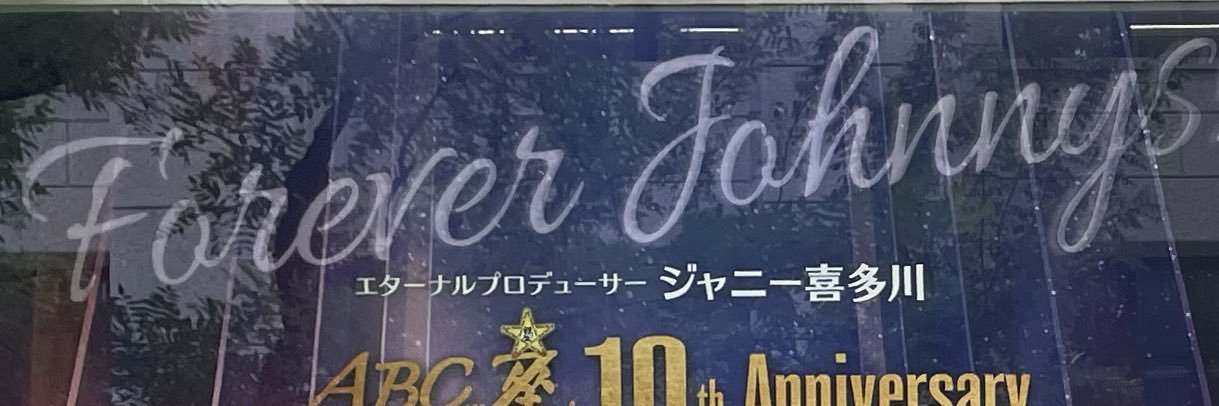 Forever Johnnys
エターナルプロデューサー ジャニー喜多川
ABC座 10th Anniversary